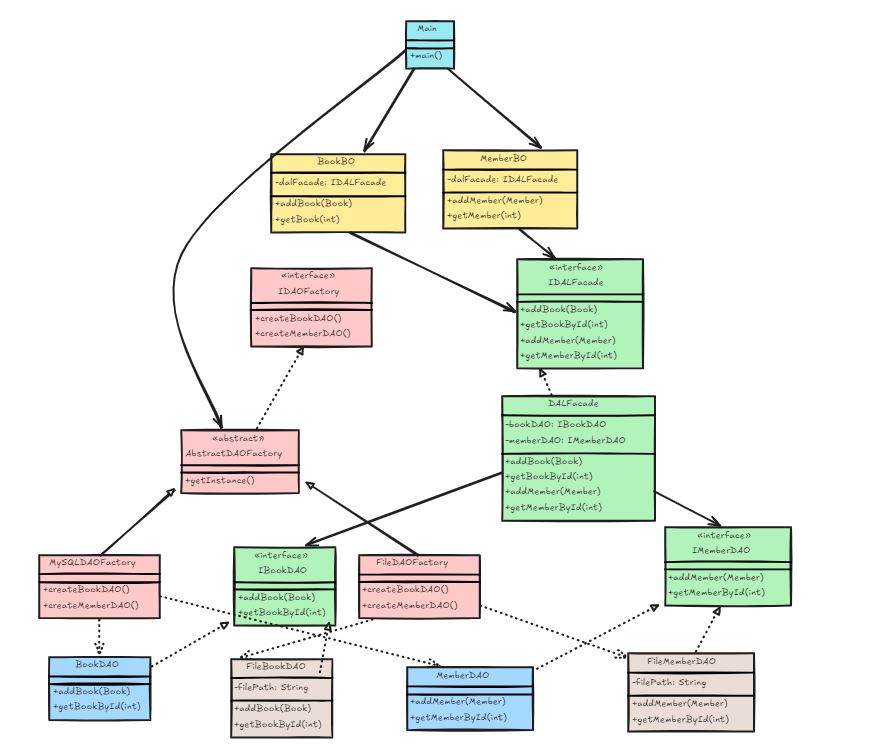 Main
+main()
BookBO
-dalFacade: IDALFacade
+addBook(Book)
+getBook(int)
MemberBO
-dalFacade: IDALFacade
+addMember(Member)
+getMember(int)
«interface»
IDAOFactory
+createBookDAO()
+createMemberDAO()
«interface»
IDALFacade
+addBook(Book)
+getBookById(int)
+addMember(Member)
+getMemberById(int)
DALFacade
-bookDAO: IBookDAO
-memberDAO: IMemberDAO
+addBook(Book)
+getBookById(int)
+addMember(Member)
+getMemberById(int)
«abstract»
AbstractDAOFactory
+getInstance()
MySQLDAOFactory
+createBookDAO()
+createMemberDAO()
«interface»
IBookDAO
+addBook(Book)
+getBookById(int)
FileDAOFactory
+createBookDAO()
+createMemberDAO()
«interface»
IMemberDAO
+addMember(Member)
+getMemberById(int)
BookDAO
+addBook(Book)
+getBookById(int)
FileBookDAO
-filePath: String
+addBook(Book)
+getBookById(int)
MemberDAO
+addMember(Member)
+getMemberById(int)
FileMemberDAO
-filePath: String
+addMember(Member)
+getMemberById(int)